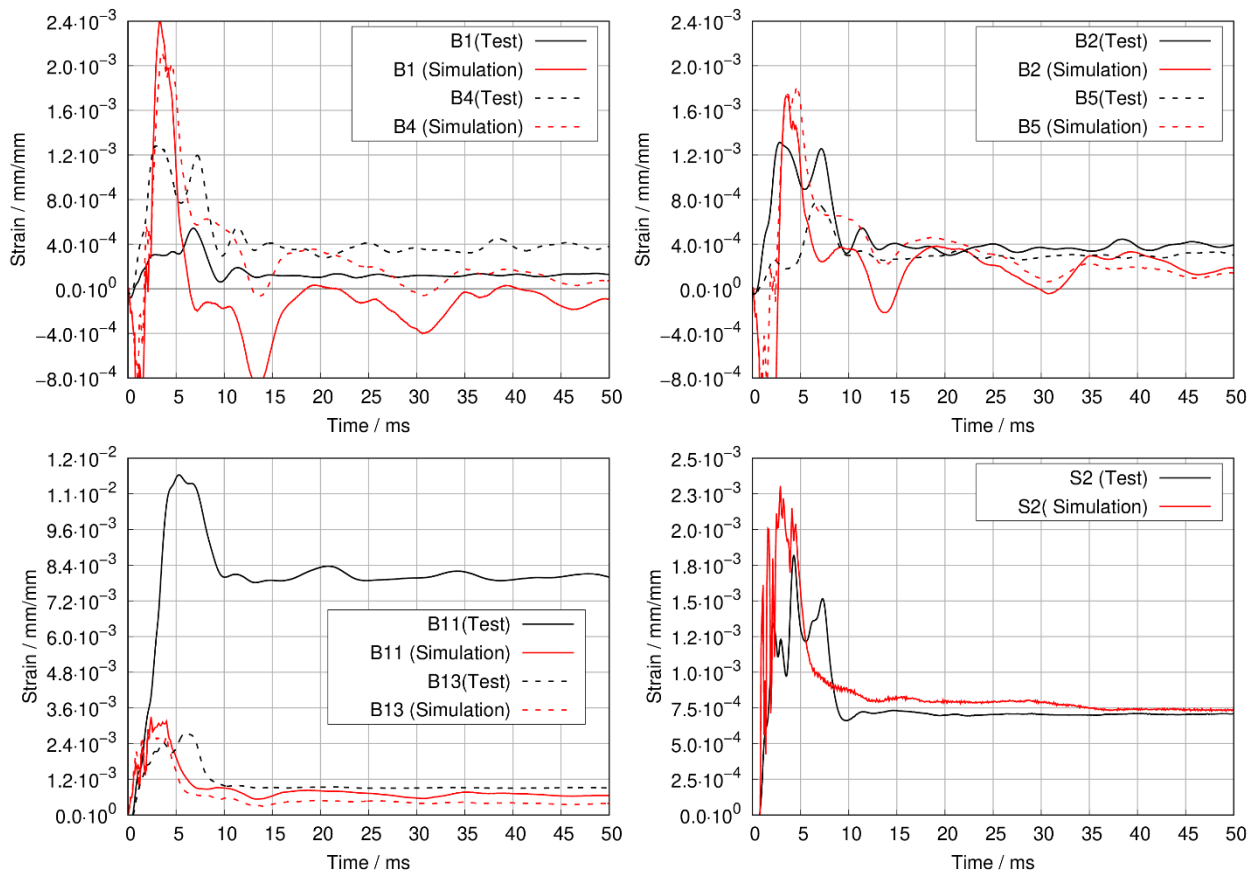 2.4·10⁻³
2.0·10⁻³
1.6·10⁻³
1.2·10⁻³
8.0·10⁻⁴
4.0·10⁻⁴
0.0·10⁰
−4.0·10⁻⁴
−8.0·10⁻⁴
Strain / mm/mm
B1(Test)
B1 (Simulation)
B4(Test)
B4 (Simulation)
0 5 10 15 20 25 30 35 40 45 50
Time / ms
2.4·10⁻³
2.0·10⁻³
1.6·10⁻³
1.2·10⁻³
8.0·10⁻⁴
4.0·10⁻⁴
0.0·10⁰
−4.0·10⁻⁴
−8.0·10⁻⁴
Strain / mm/mm
B2(Test)
B2 (Simulation)
B5(Test)
B5 (Simulation)
0 5 10 15 20 25 30 35 40 45 50
Time / ms
1.2·10⁻²
1.1·10⁻²
9.6·10⁻³
8.4·10⁻³
7.2·10⁻³
6.0·10⁻³
4.8·10⁻³
3.6·10⁻³
2.4·10⁻³
1.2·10⁻³
0.0·10⁰
Strain / mm/mm
B11(Test)
B11 (Simulation)
B13(Test)
B13 (Simulation)
0 5 10 15 20 25 30 35 40 45 50
Time / ms
2.5·10⁻³
2.3·10⁻³
2.0·10⁻³
1.8·10⁻³
1.5·10⁻³
1.2·10⁻³
1.0·10⁻³
7.5·10⁻⁴
5.0·10⁻⁴
2.5·10⁻⁴
0.0·10⁰
Strain / mm/mm
S2 (Test)
S2( Simulation)
0 5 10 15 20 25 30 35 40 45 50
Time / ms